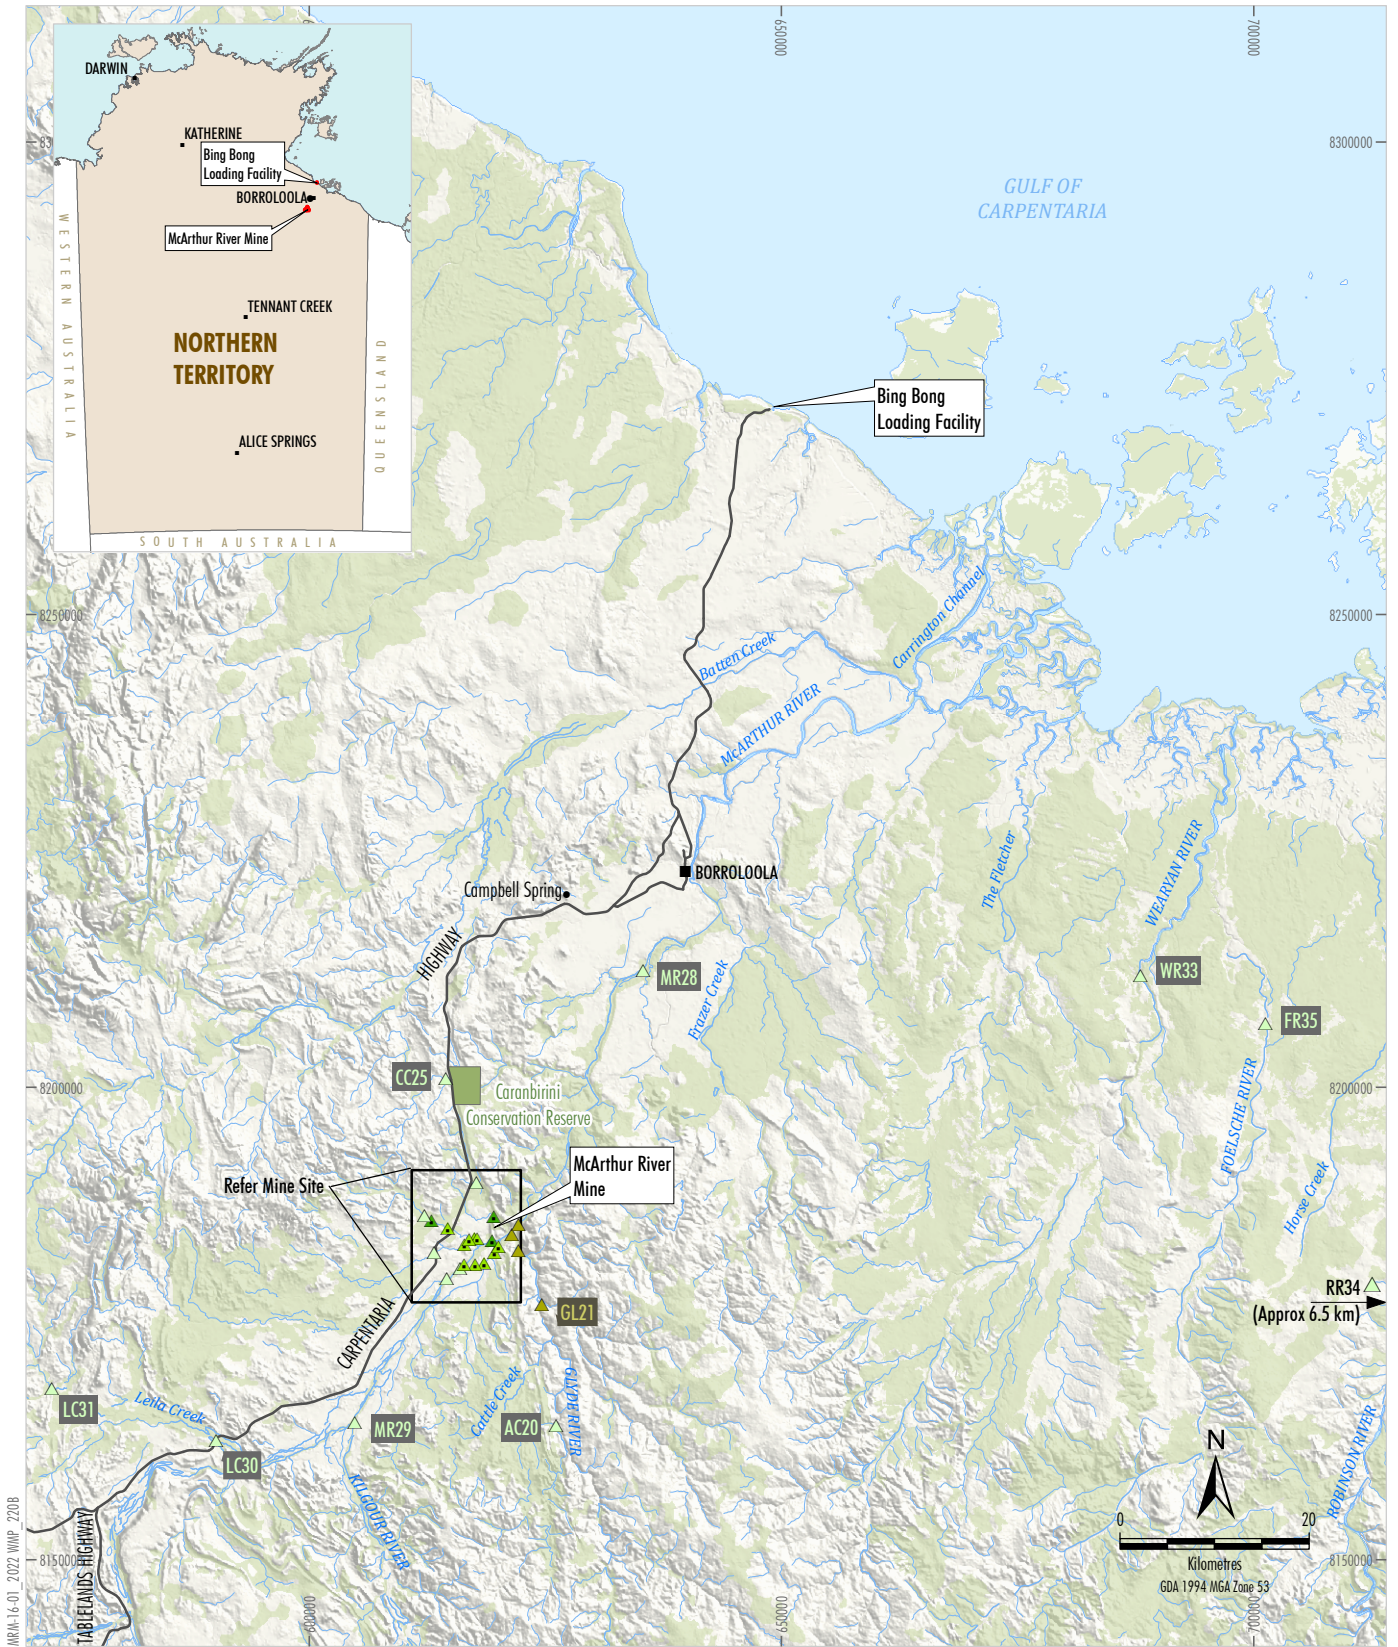 650000
700000
DARWIN
KATHERINE
Bing Bong
Loading Facility
BORROLOOLA
McArthur River Mine
TENNANT CREEK
NORTHERN
TERRITORY
ALICE SPRINGS
WESTERN AUSTRALIA
QUEENSLAND
SOUTH AUSTRALIA
8300000
GULF OF
CARPENTARIA
Bing Bong
Loading Facility
8250000
8250000
Carrington Channel
Batten Creek
McARTHUR RIVER
The Fletcher
WEARYAN RIVER
BORROLOOLA
Campbell Spring
HIGHWAY
MR28
Frazer Creek
WR33
FR35
CC25
8200000
8200000
Caranbirini
Conservation Reserve
FOELSCHE RIVER
Horse Creek
McArthur River
Mine
Refer Mine Site
RR34
(Approx 6.5 km)
GL21
CARPENTARIA
LC31
Leila Creek
Cattle Creek
GLYDE RIVER
MR29
AC20
LC30
KILGOUR RIVER
ROBINSON RIVER
N
0
20
Kilometres
GDA 1994 MGA Zone 53
8150000
8150000
TABLELANDS HIGHWAY
600000
650000
700000
MRM-16-01_2022 WMP_220B